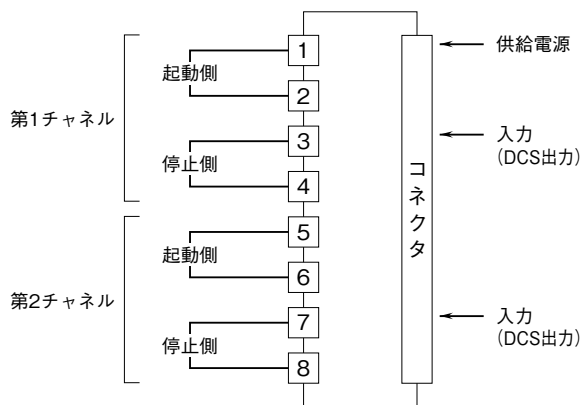 第1チャネル
起動側
停止側
1
2
3
4
第2チャネル
起動側
停止側
5
6
7
8
コネクタ
供給電源
入力
(DCS出力)
入力
(DCS出力)